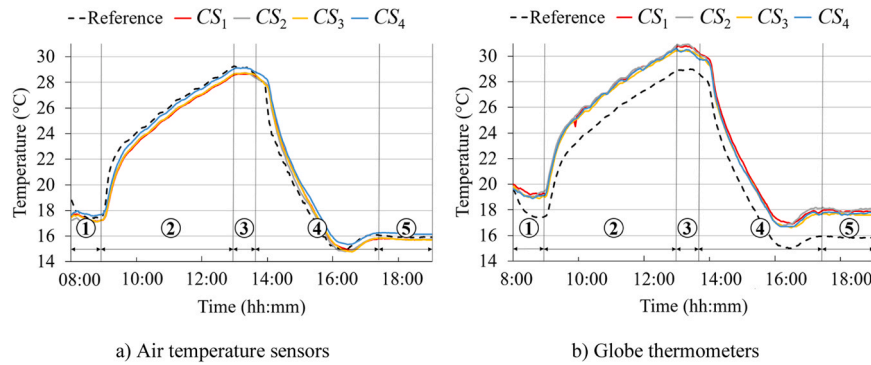 Reference CS₁ CS₂ CS₃ CS₄
Temperature (°C)
30
28
26
24
22
20
18
16
14
① ② ③ ④ ⑤
08:00 10:00 12:00 14:00 16:00 18:00
Time (hh:mm)
a) Air temperature sensors
Reference CS₁ CS₂ CS₃ CS₄
Temperature (°C)
30
28
26
24
22
20
18
16
14
① ② ③ ④ ⑤
8:00 10:00 12:00 14:00 16:00 18:00
Time (hh:mm)
b) Globe thermometers